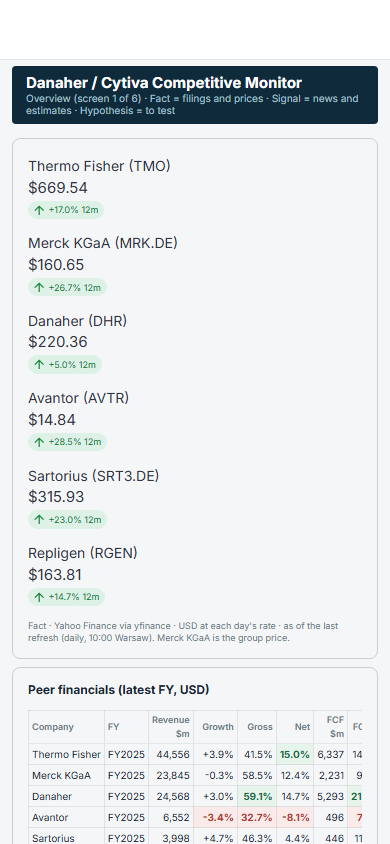 Danaher / Cytiva Competitive Monitor
Overview (screen 1 of 6) · Fact = filings and prices · Signal = news and
estimates · Hypothesis = to test
Thermo Fisher (TMO)
$669.54
↑ +17.0% 12m
Merck KGaA (MRK.DE)
$160.65
↑ +26.7% 12m
Danaher (DHR)
$220.36
↑ +5.0% 12m
Avantor (AVTR)
$14.84
↑ +28.5% 12m
Sartorius (SRT3.DE)
$315.93
↑ +23.0% 12m
Repligen (RGEN)
$163.81
↑ +14.7% 12m
Fact · Yahoo Finance via yfinance · USD at each day's rate · as of the last
refresh (daily, 10:00 Warsaw). Merck KGaA is the group price.
Peer financials (latest FY, USD)
Company FY Revenue $m Growth Gross Net FCF $m FC
Thermo Fisher FY2025 44,556 +3.9% 41.5% 15.0% 6,337 14
Merck KGaA FY2025 23,845 -0.3% 58.5% 12.4% 2,231 9
Danaher FY2025 24,568 +3.0% 59.1% 14.7% 5,293 21
Avantor FY2025 6,552 -3.4% 32.7% -8.1% 496 7
Sartorius FY2025 3,998 +4.7% 46.3% 4.4% 446 11